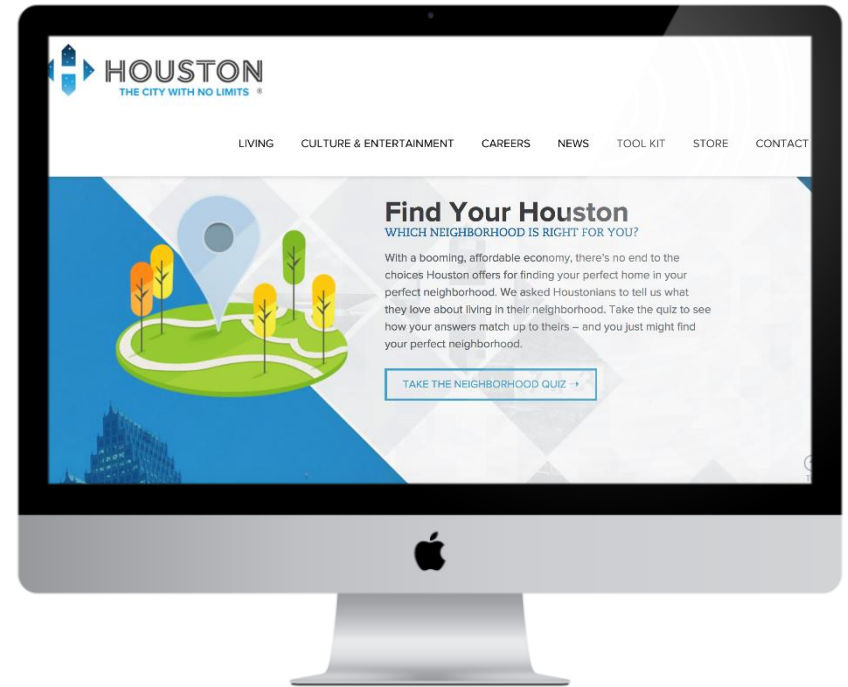 HOUSTON
THE CITY WITH NO LIMITS ®
LIVING CULTURE & ENTERTAINMENT CAREERS NEWS TOOL KIT STORE CONTACT
Find Your Houston
WHICH NEIGHBORHOOD IS RIGHT FOR YOU?
With a booming, affordable economy, there's no end to the
choices Houston offers for finding your perfect home in your
perfect neighborhood. We asked Houstonians to tell us what
they love about living in their neighborhood. Take the quiz to see
how your answers match up to theirs – and you just might find
your perfect neighborhood.
TAKE THE NEIGHBORHOOD QUIZ →